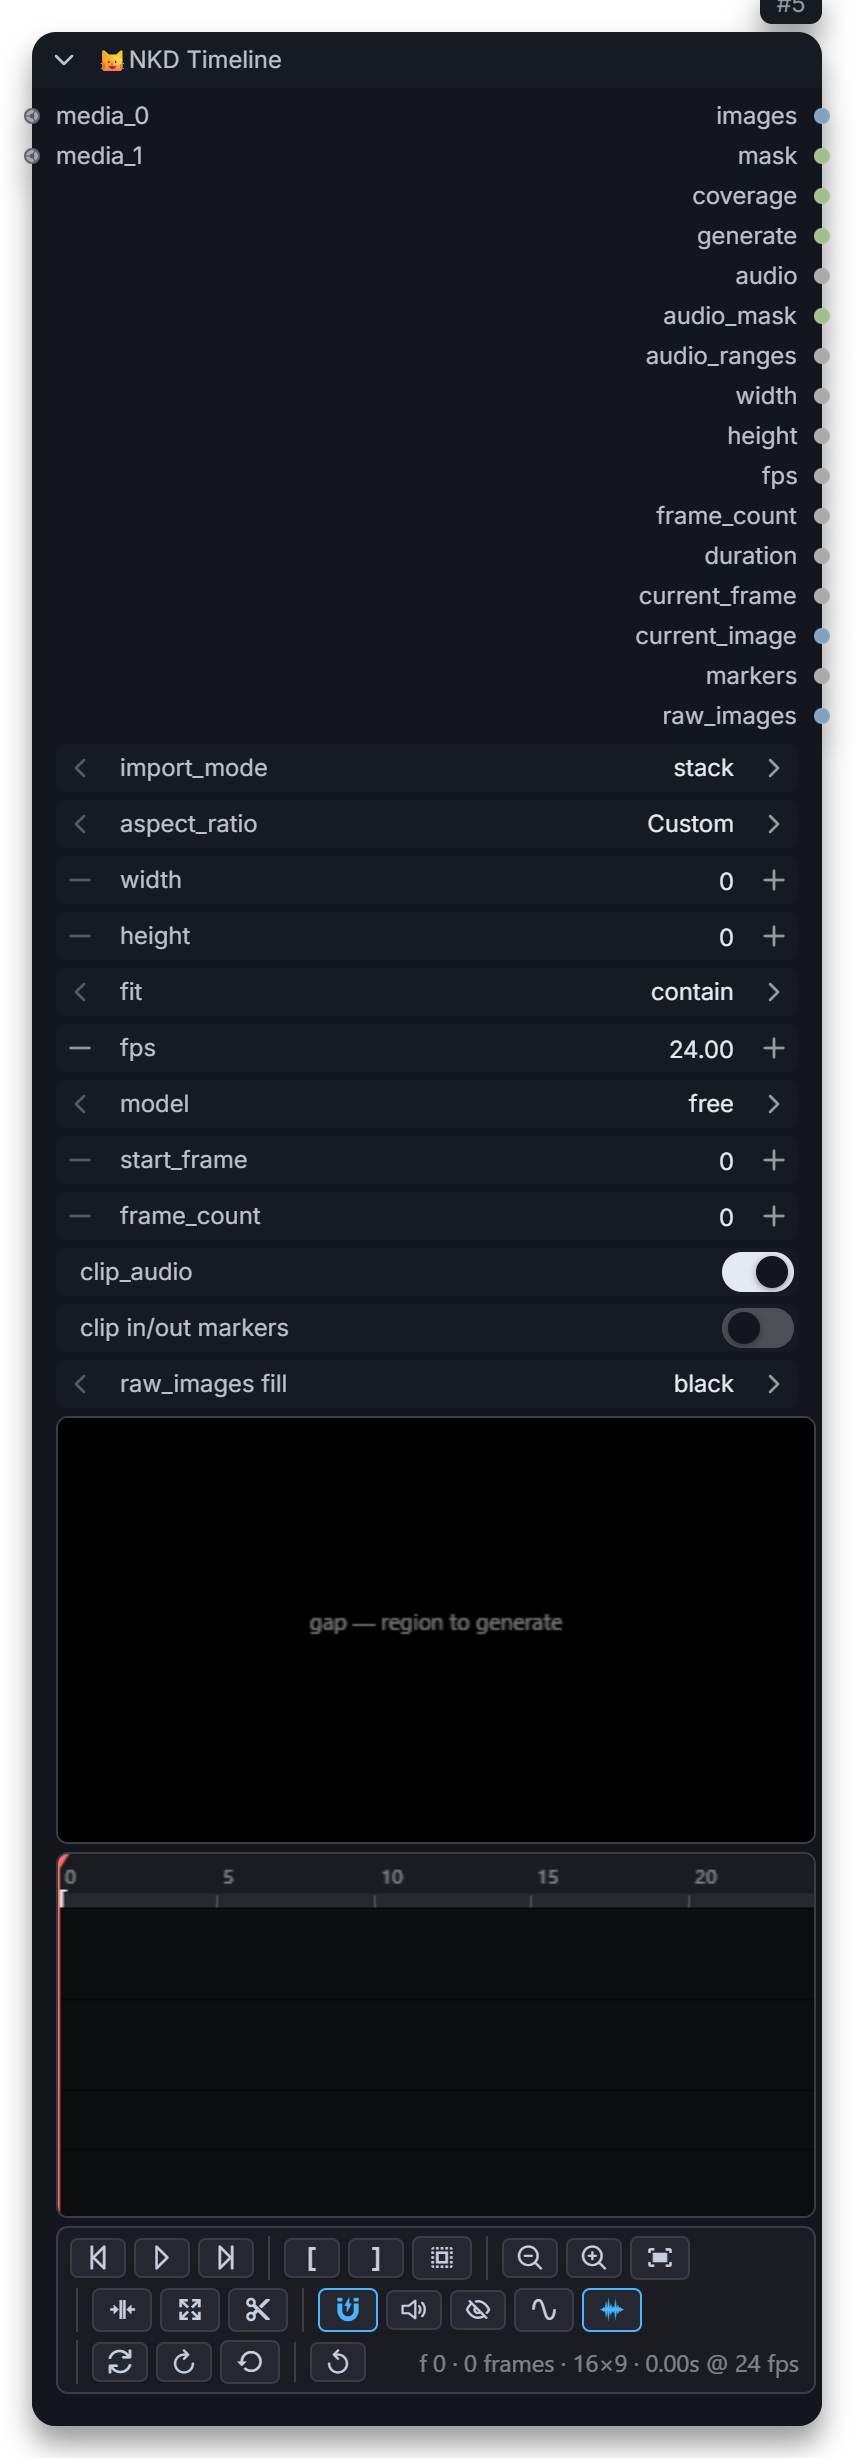 #5
NKD Timeline
media_0 images
media_1 mask
coverage
generate
audio
audio_mask
audio_ranges
width
height
fps
frame_count
duration
current_frame
current_image
markers
raw_images
import_mode stack
aspect_ratio Custom
width 0
height 0
fit contain
fps 24.00
model free
start_frame 0
frame_count 0
clip_audio
clip in/out markers
raw_images fill black
gap — region to generate
0 5 10 15 20
[ ]
f 0 · 0 frames · 16×9 · 0.00s @ 24 fps